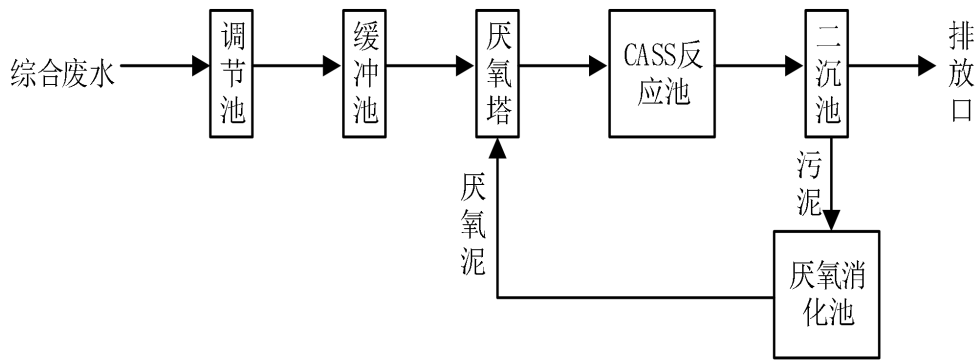 综合废水
调节池
缓冲池
厌氧塔
CASS反
应池
二沉池
排放口
污泥
厌氧泥
厌氧消
化池